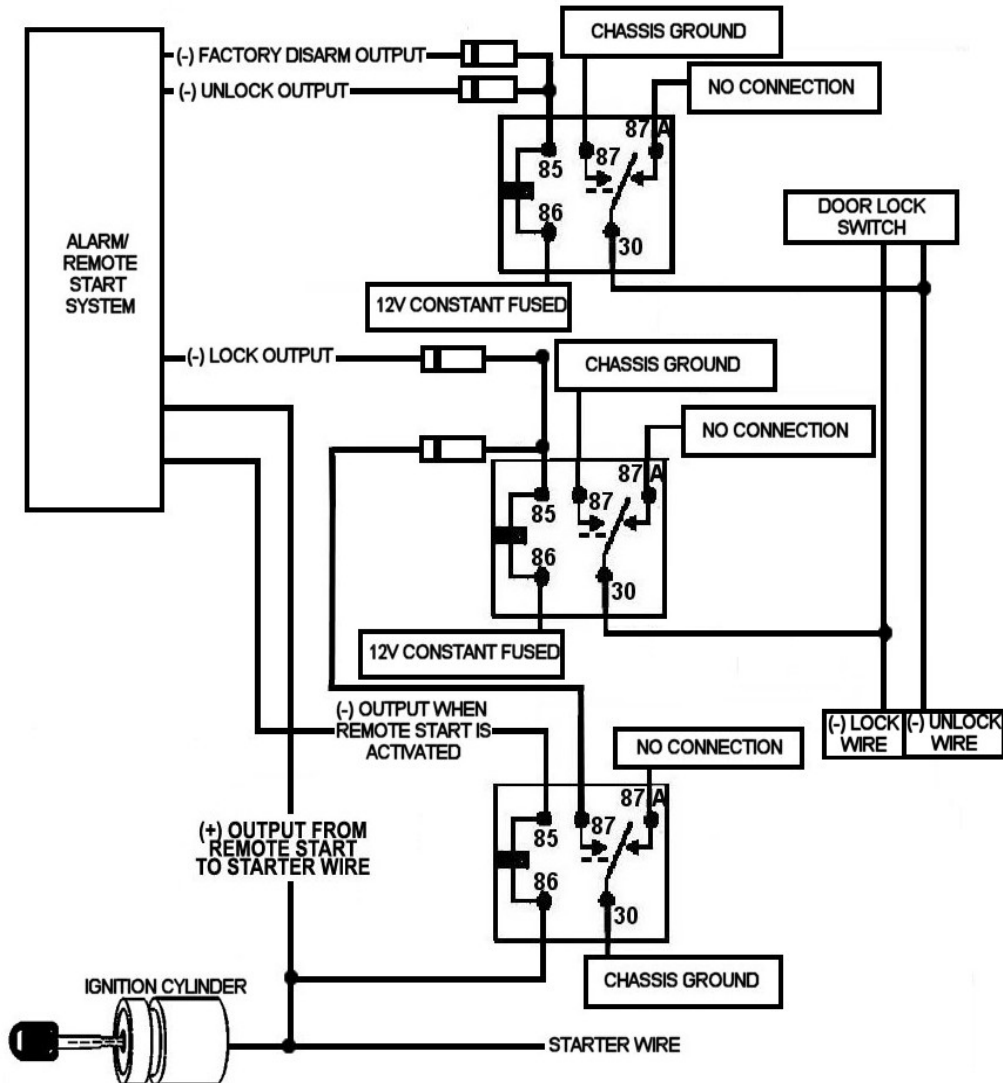 CHASSIS GROUND
(-) FACTORY DISARM OUTPUT
NO CONNECTION
(-) UNLOCK OUTPUT
87 A
87
85
86
30
DOOR LOCK
SWITCH
ALARM/
REMOTE
START
SYSTEM
12V CONSTANT FUSED
(-) LOCK OUTPUT
CHASSIS GROUND
NO CONNECTION
87 A
87
85
86
30
12V CONSTANT FUSED
(-) OUTPUT WHEN
REMOTE START IS
ACTIVATED
(-) LOCK
WIRE
(-) UNLOCK
WIRE
NO CONNECTION
87 A
87
85
86
30
(+) OUTPUT FROM
REMOTE START
TO STARTER WIRE
CHASSIS GROUND
IGNITION CYLINDER
STARTER WIRE